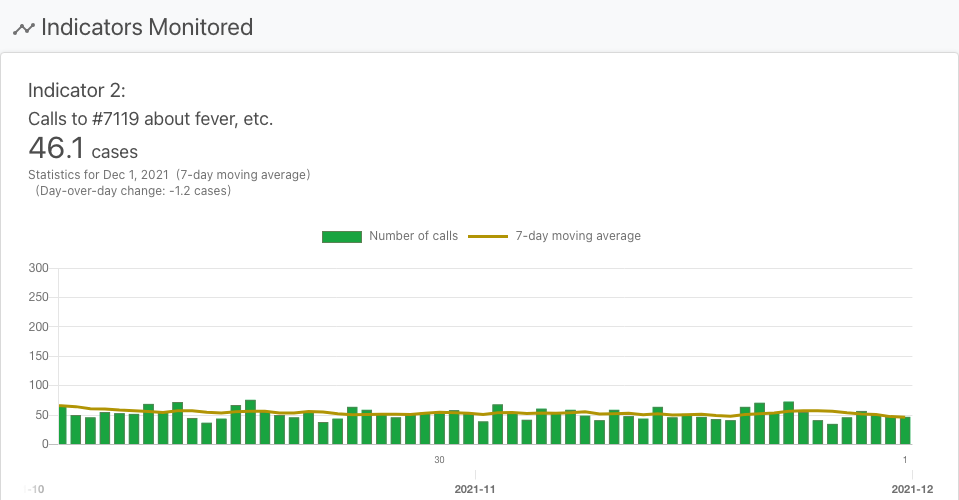 Indicators Monitored
Indicator 2:
Calls to #7119 about fever, etc.
46.1 cases
Statistics for Dec 1, 2021 (7-day moving average)
(Day-over-day change: -1.2 cases)
Number of calls 7-day moving average
300
250
200
150
100
50
0
30 1
-10 2021-11 2021-12